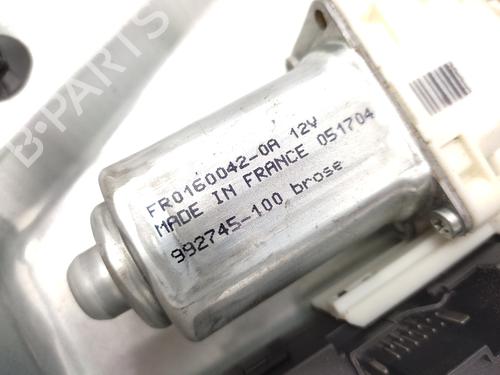 B-PARTS
FR0160042-0A 12V
MADE IN FRANCE 051704
992745-100 brose